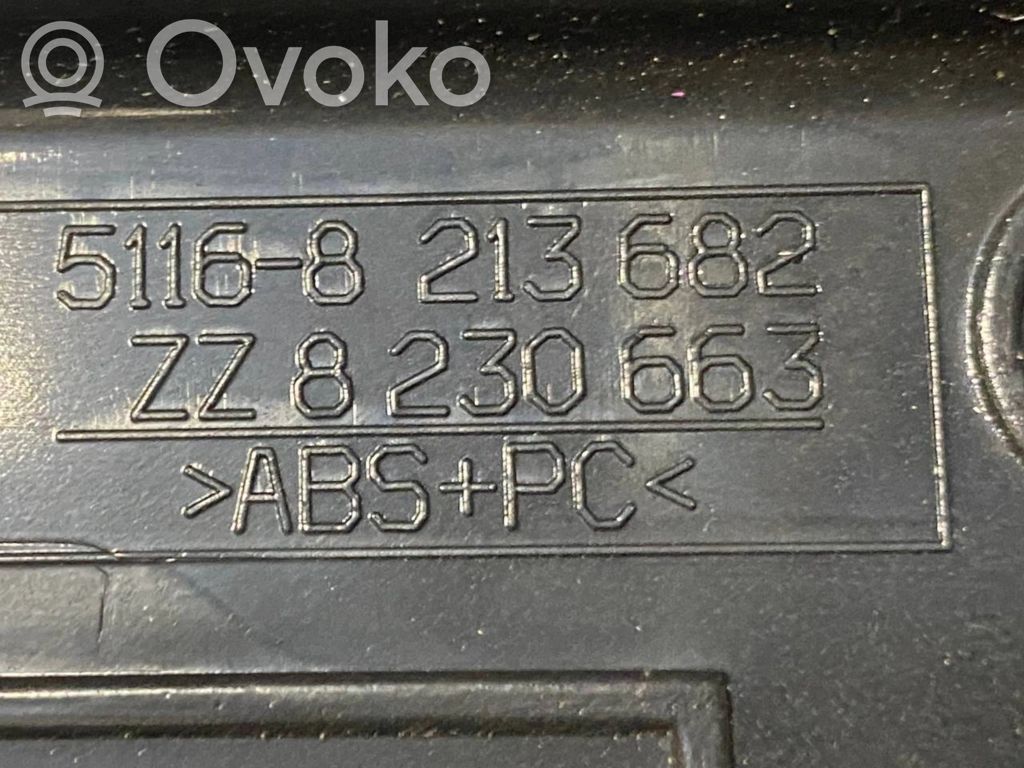 Ovoko
5116-8 213 682
ZZ 8 230 663
>ABS+PC<